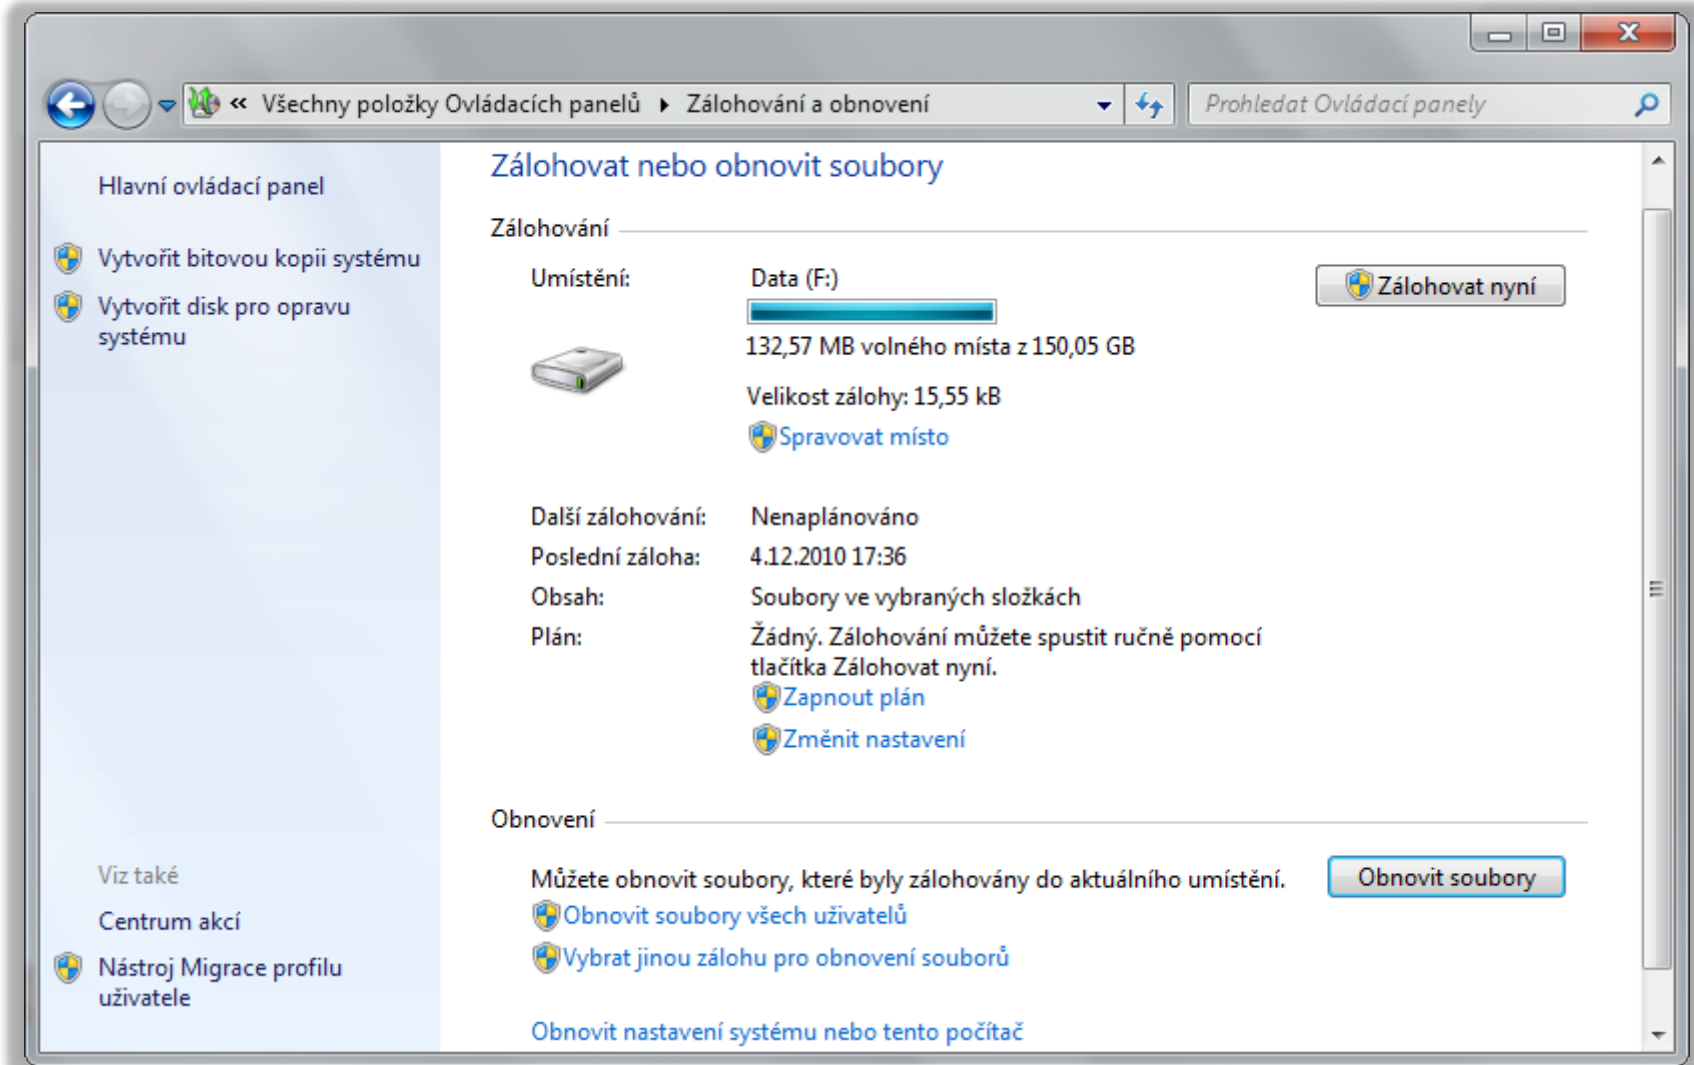 « Všechny položky Ovládacích panelů ▸ Zálohování a obnovení
Prohledat Ovládací panely
Hlavní ovládací panel
Vytvořit bitovou kopii systému
Vytvořit disk pro opravu
systému
Viz také
Centrum akcí
Nástroj Migrace profilu
uživatele
Zálohovat nebo obnovit soubory
Zálohování
Umístění: Data (F:)
Zálohovat nyní
132,57 MB volného místa z 150,05 GB
Velikost zálohy: 15,55 kB
Spravovat místo
Další zálohování: Nenaplánováno
Poslední záloha: 4.12.2010 17:36
Obsah: Soubory ve vybraných složkách
Plán: Žádný. Zálohování můžete spustit ručně pomocí
tlačítka Zálohovat nyní.
Zapnout plán
Změnit nastavení
Obnovení
Můžete obnovit soubory, které byly zálohovány do aktuálního umístění.
Obnovit soubory
Obnovit soubory všech uživatelů
Vybrat jinou zálohu pro obnovení souborů
Obnovit nastavení systému nebo tento počítač